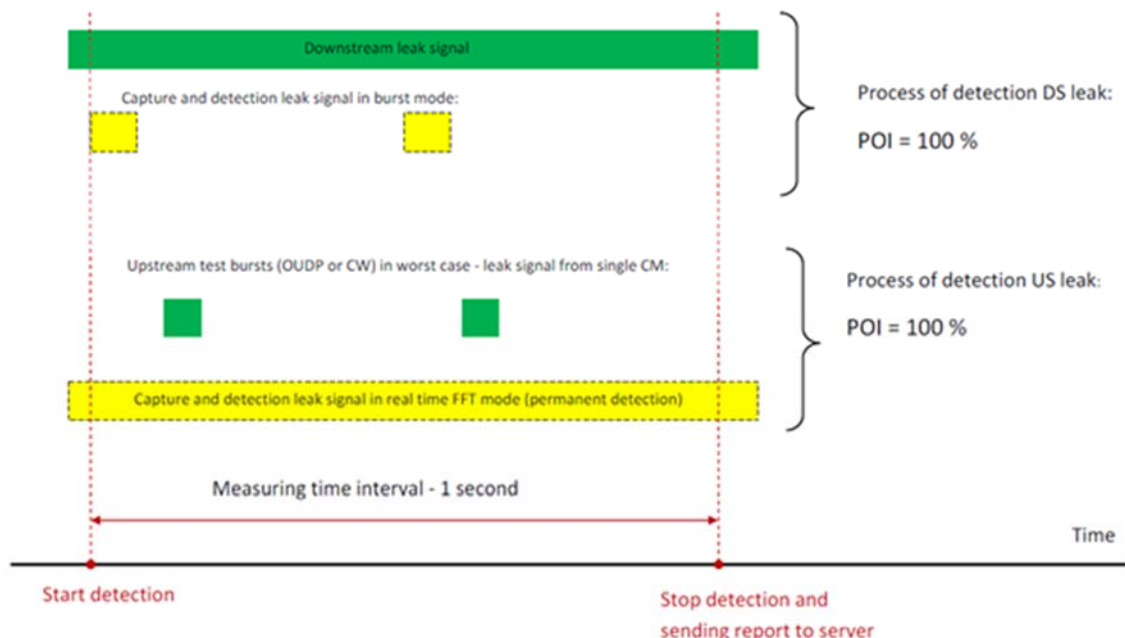 Downstream leak signal
Capture and detection leak signal in burst mode:
Process of detection DS leak:
POI = 100 %
Upstream test bursts (OUDP or CW) in worst case - leak signal from single CM:
Process of detection US leak:
POI = 100 %
Capture and detection leak signal in real time FFT mode (permanent detection)
Measuring time interval - 1 second
Time
Start detection
Stop detection and
sending report to server